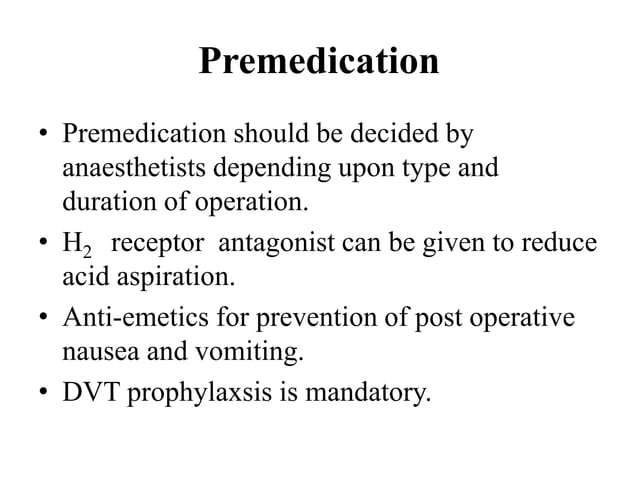 Premedication
• Premedication should be decided by
anaesthetists depending upon type and
duration of operation.
• H₂ receptor antagonist can be given to reduce
acid aspiration.
• Anti-emetics for prevention of post operative
nausea and vomiting.
• DVT prophylaxsis is mandatory.